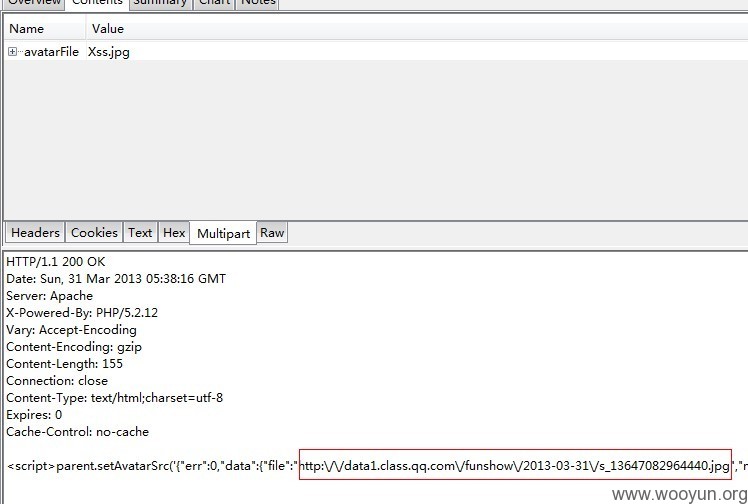 Overview Contents Summary Chart Notes
Name Value
avatarFile Xss.jpg
Headers Cookies Text Hex Multipart Raw
HTTP/1.1 200 OK
Date: Sun, 31 Mar 2013 05:38:16 GMT
Server: Apache
X-Powered-By: PHP/5.2.12
Vary: Accept-Encoding
Content-Encoding: gzip
Content-Length: 155
Connection: close
Content-Type: text/html;charset=utf-8
Expires: 0
Cache-Control: no-cache
<script>parent.setAvatarSrc('{"err":0,"data":{"file":"http:\/\/data1.class.qq.com\/funshow\/2013-03-31\/s_13647082964440.jpg","
www.wooyun.org